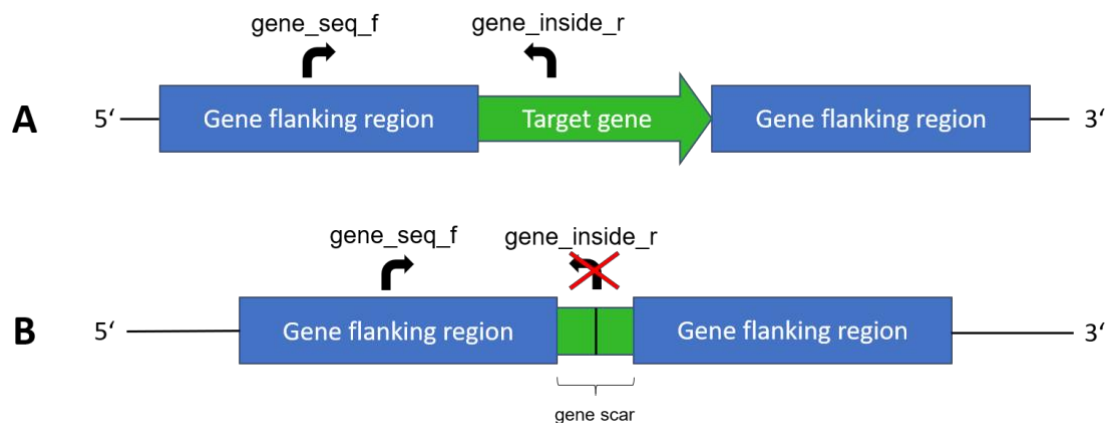 gene_seq_f
gene_inside_r
A
5‘
Gene flanking region
Target gene
Gene flanking region
3‘
gene_seq_f
gene_inside_r
B
5‘
Gene flanking region
Gene flanking region
3‘
gene scar